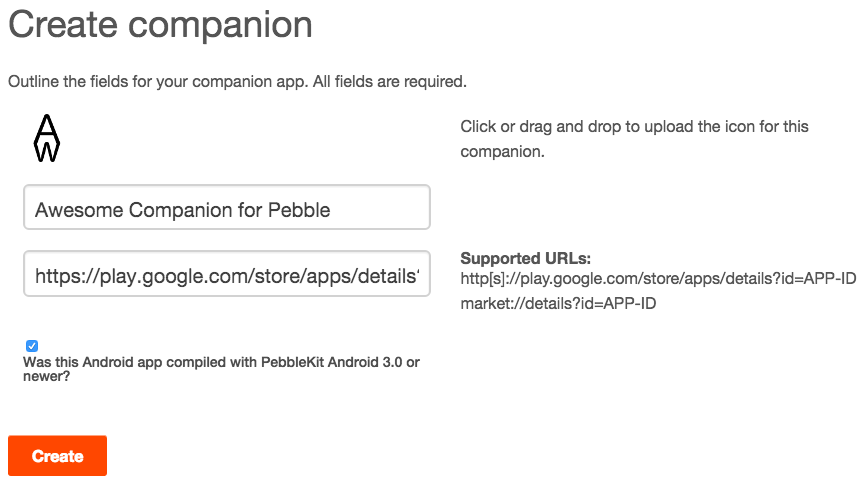 Create companion
Outline the fields for your companion app. All fields are required.
AW
Click or drag and drop to upload the icon for this
companion.
Awesome Companion for Pebble
https://play.google.com/store/apps/details?
Supported URLs:
http[s]://play.google.com/store/apps/details?id=APP-ID
market://details?id=APP-ID
Was this Android app compiled with PebbleKit Android 3.0 or
newer?
Create